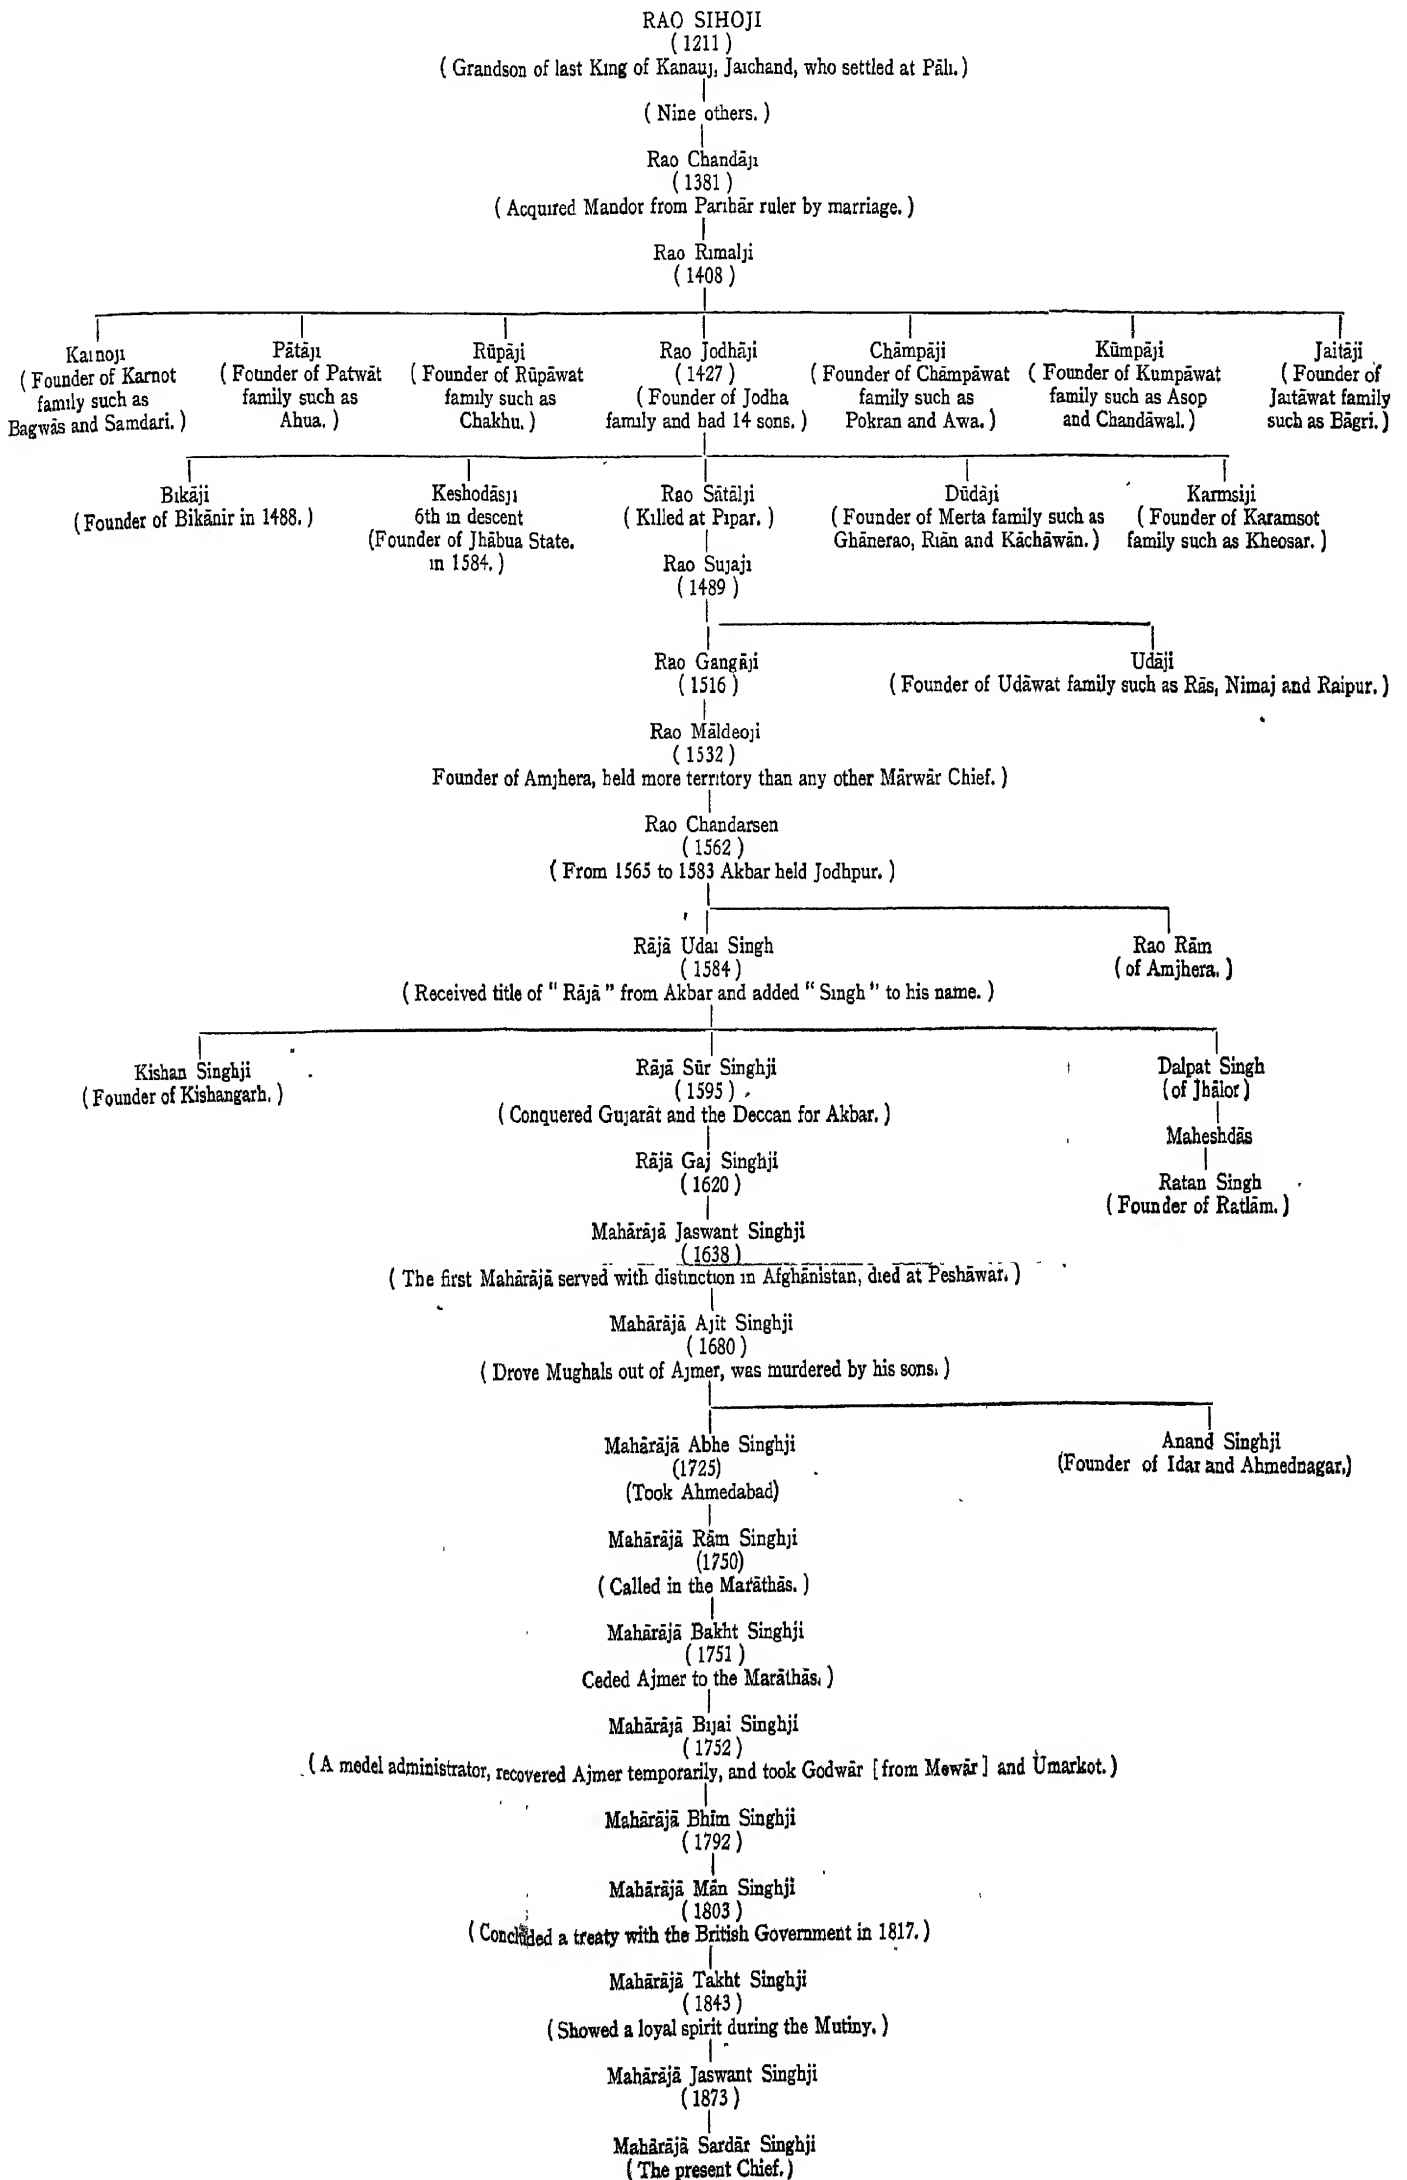 RAO SIHOJI
( 1211 )
( Grandson of last King of Kanauj, Jaichand, who settled at Pāli. )
( Nine others. )
Rao Chandāji
( 1381 )
( Acquired Mandor from Parihār ruler by marriage. )
Rao Rimalji
( 1408 )
Karnoji
( Founder of Karnot
family such as
Bagwās and Samdari. )
Pātāji
( Founder of Patwāt
family such as
Ahua. )
Rūpāji
( Founder of Rūpāwat
family such as
Chakhu. )
Rao Jodhāji
( 1427 )
( Founder of Jodha
family and had 14 sons. )
Chāmpāji
( Founder of Chāmpāwat
family such as
Pokran and Awa. )
Kūmpāji
( Founder of Kumpāwat
family such as Asop
and Chandāwal. )
Jaitāji
( Founder of
Jaitāwat family
such as Bāgri. )
Bikāji
( Founder of Bikānir in 1488. )
Keshodāsji
6th in descent
(Founder of Jhābua State.
in 1584. )
Rao Sātālji
( Killed at Pipar. )
Dūdāji
( Founder of Merta family such as
Ghānerao, Riān and Kāchāwān. )
Karmsiji
( Founder of Karamsot
family such as Kheosar. )
Rao Sujaji
( 1489 )
Rao Gangāji
( 1516 )
Udāji
( Founder of Udāwat family such as Rās, Nimaj and Raipur. )
Rao Māldeoji
( 1532 )
Founder of Amjhera, held more territory than any other Mārwār Chief. )
Rao Chandarsen
( 1562 )
( From 1565 to 1583 Akbar held Jodhpur. )
Rājā Udai Singh
( 1584 )
( Received title of " Rājā " from Akbar and added " Singh " to his name. )
Rao Rām
( of Amjhera. )
Kishan Singhji
( Founder of Kishangarh. )
Rājā Sūr Singhji
( 1595 )
( Conquered Gujarāt and the Deccan for Akbar. )
Dalpat Singh
( of Jhālor )
Maheshdās
Ratan Singh
( Founder of Ratlām. )
Rājā Gaj Singhji
( 1620 )
Mahārājā Jaswant Singhji
( 1638 )
( The first Mahārājā served with distinction in Afghānistan, died at Peshāwar. )
Mahārājā Ajit Singhji
( 1680 )
( Drove Mughals out of Ajmer, was murdered by his sons. )
Mahārājā Abhe Singhji
(1725)
(Took Ahmedabad)
Anand Singhji
(Founder of Idar and Ahmednagar.)
Mahārājā Rām Singhji
(1750)
( Called in the Marāthās. )
Mahārājā Bakht Singhji
( 1751 )
Ceded Ajmer to the Marāthās. )
Mahārājā Bijai Singhji
( 1752 )
( A medel administrator, recovered Ajmer temporarily, and took Godwār [ from Mewār ] and Umarkot. )
Mahārājā Bhīm Singhji
( 1792 )
Mahārājā Mān Singhji
( 1803 )
( Concluded a treaty with the British Government in 1817. )
Mahārājā Takht Singhji
( 1843 )
( Showed a loyal spirit during the Mutiny. )
Mahārājā Jaswant Singhji
( 1873 )
Mahārājā Sardār Singhji
( The present Chief. )